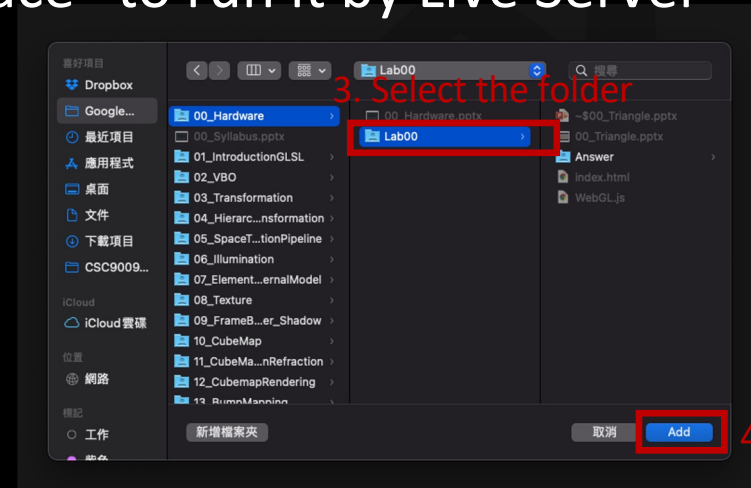 to run it by Live Server
喜好項目
Dropbox
Google...
最近項目
應用程式
桌面
文件
下載項目
CSC9009...
iCloud
iCloud雲碟
位置
網路
標記
工作
Lab00
搜尋
3. Select the folder
00_Hardware
00_Syllabus.pptx
01_IntroductionGLSL
02_VBO
03_Transformation
04_Hierarc...nsformation
05_SpaceT...tionPipeline
06_Illumination
07_Element...ernalModel
08_Texture
09_FrameB...er_Shadow
10_CubeMap
11_CubeMa...nRefraction
12_CubemapRendering
13_BumpMapping
00_Hardware.pptx
Lab00
~$00_Triangle.pptx
00_Triangle.pptx
Answer
index.html
WebGL.js
新增檔案夾
取消
Add